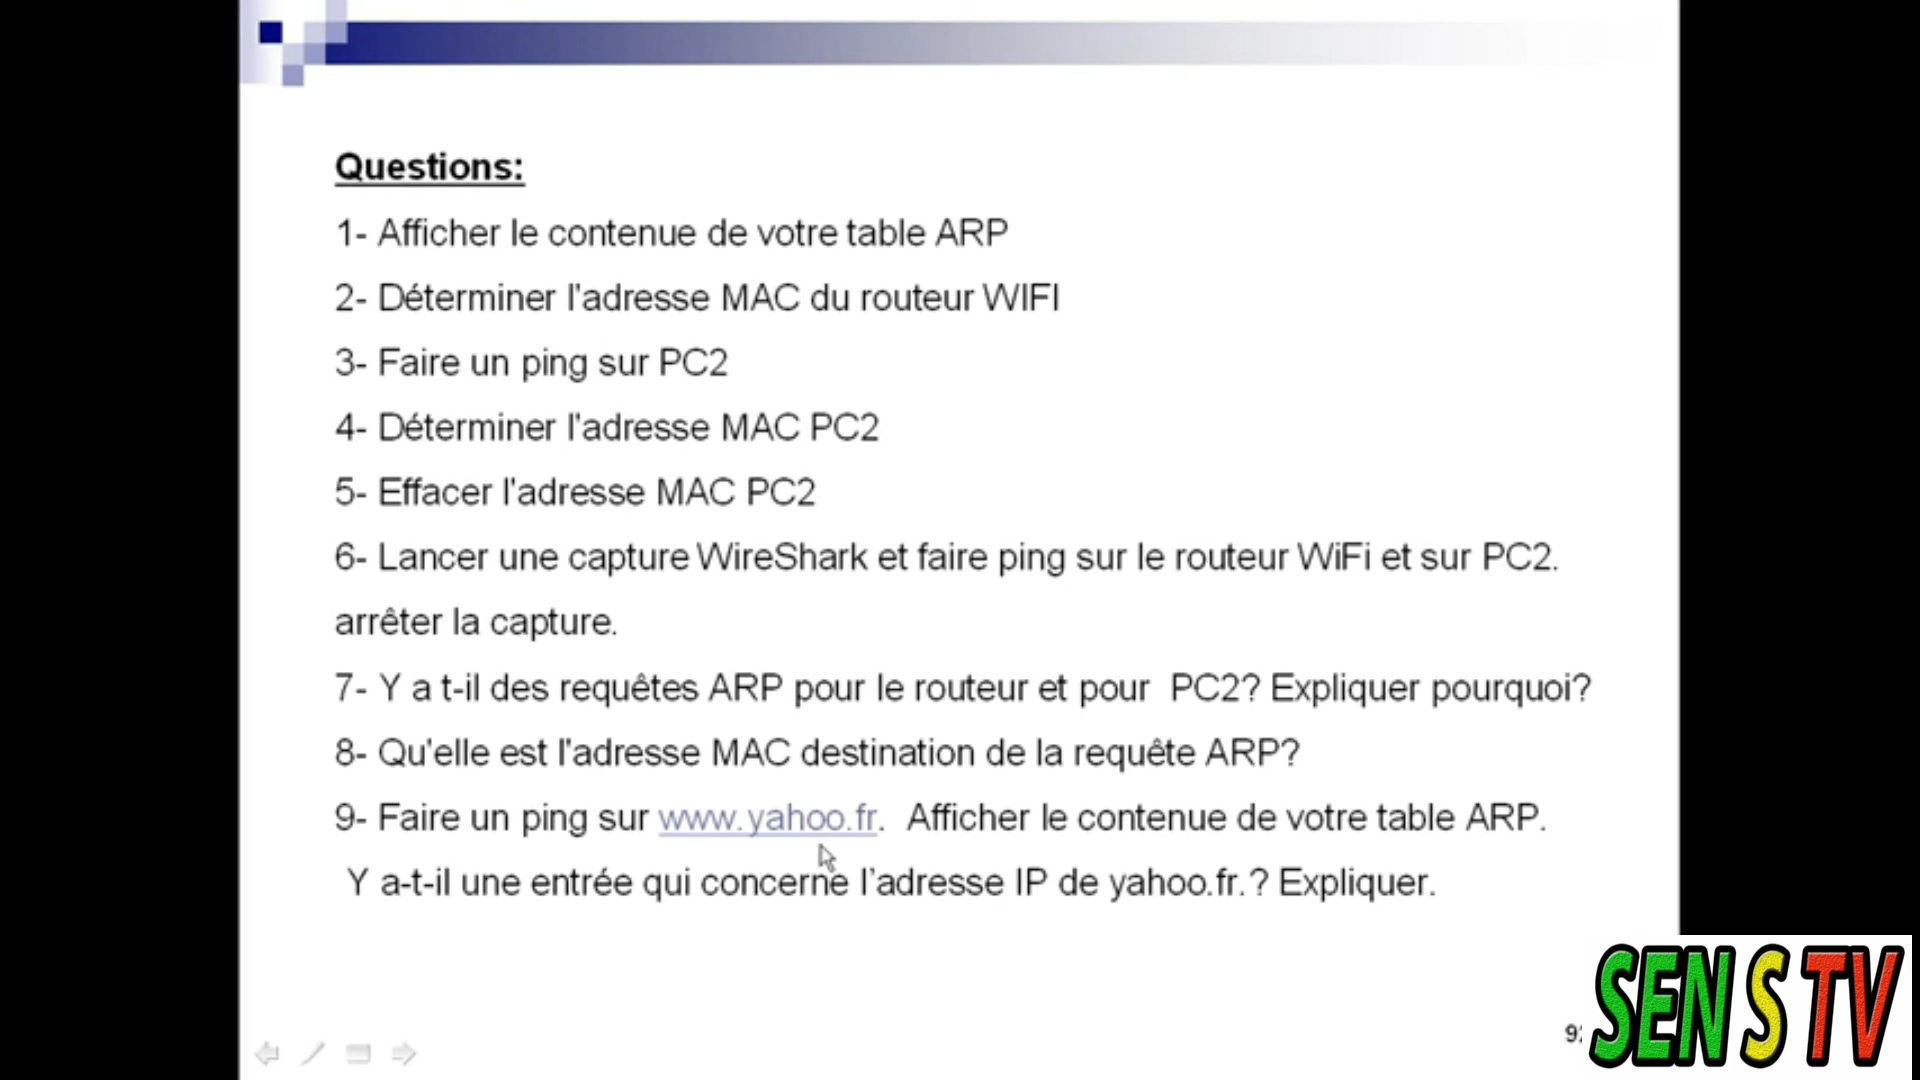 Questions:
1- Afficher le contenue de votre table ARP
2- Déterminer l'adresse MAC du routeur WIFI
3- Faire un ping sur PC2
4- Déterminer l'adresse MAC PC2
5- Effacer l'adresse MAC PC2
6- Lancer une capture WireShark et faire ping sur le routeur WiFi et sur PC2.
arrêter la capture.
7- Y a t-il des requêtes ARP pour le routeur et pour PC2? Expliquer pourquoi?
8- Qu'elle est l'adresse MAC destination de la requête ARP?
9- Faire un ping sur www.yahoo.fr. Afficher le contenue de votre table ARP.
Y a-t-il une entrée qui concerne l'adresse IP de yahoo.fr.? Expliquer.
SENS TV